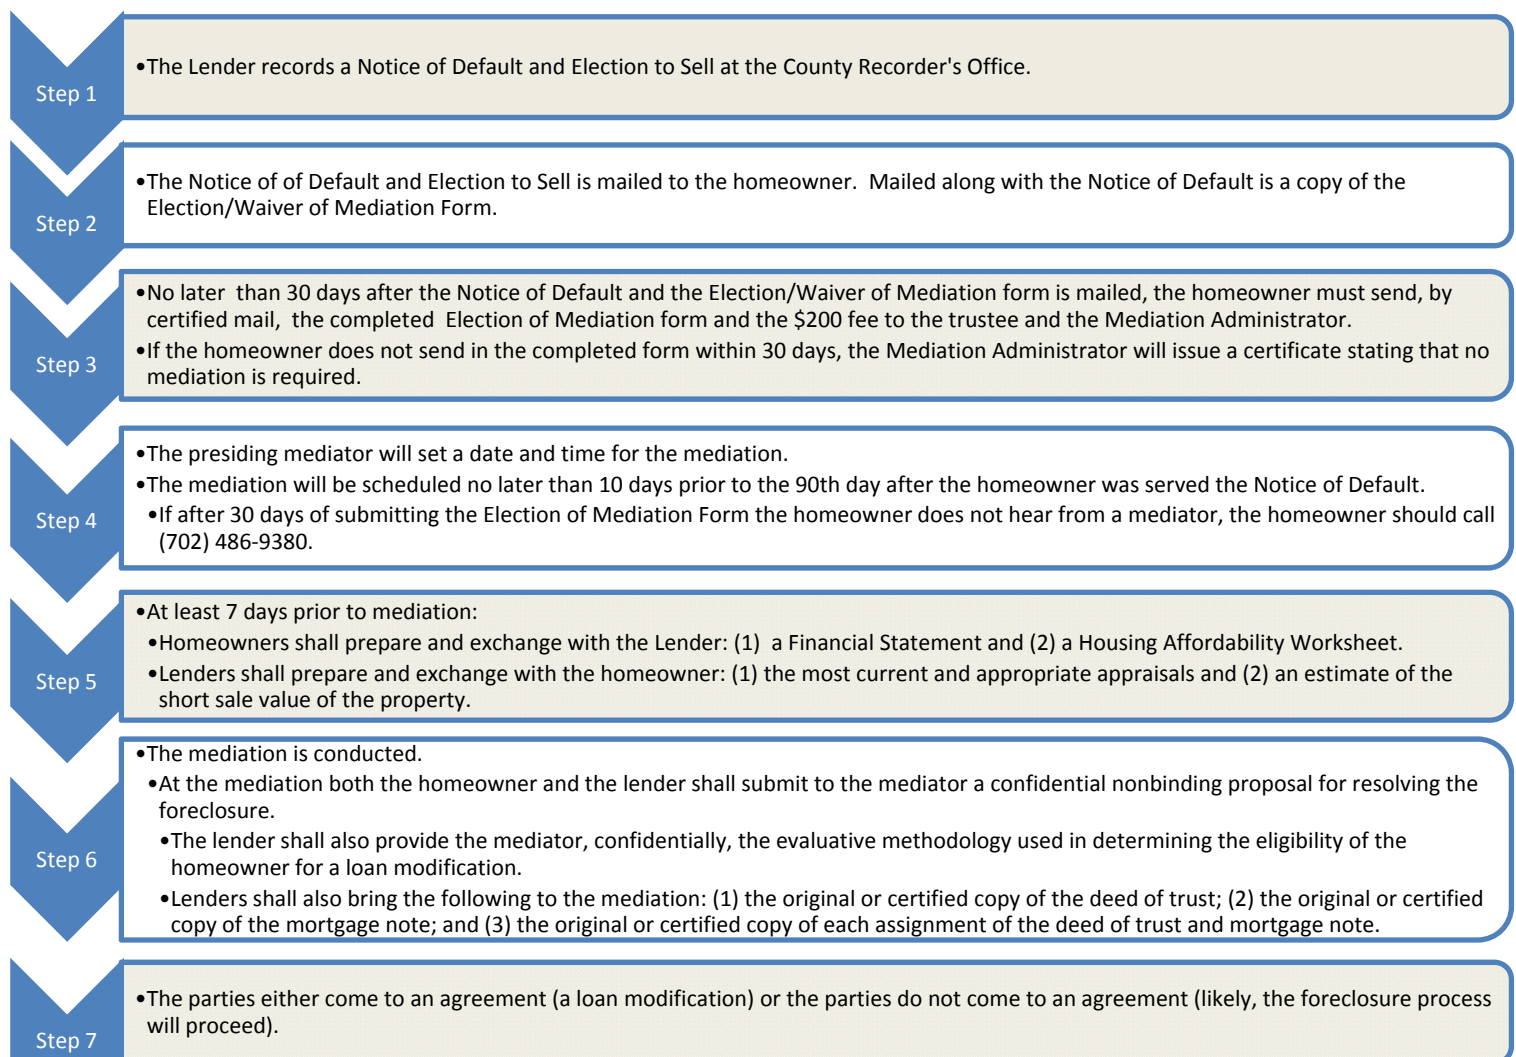 Step 1
•The Lender records a Notice of Default and Election to Sell at the County Recorder's Office.
Step 2
•The Notice of of Default and Election to Sell is mailed to the homeowner.  Mailed along with the Notice of Default is a copy of the
Election/Waiver of Mediation Form.
Step 3
•No later  than 30 days after the Notice of Default and the Election/Waiver of Mediation form is mailed, the homeowner must send, by
certified mail,  the completed  Election of Mediation form and the $200 fee to the trustee and the Mediation Administrator.
•If the homeowner does not send in the completed form within 30 days, the Mediation Administrator will issue a certificate stating that no
mediation is required.
Step 4
•The presiding mediator will set a date and time for the mediation.
•The mediation will be scheduled no later than 10 days prior to the 90th day after the homeowner was served the Notice of Default.
•If after 30 days of submitting the Election of Mediation Form the homeowner does not hear from a mediator, the homeowner should call
(702) 486-9380.
Step 5
•At least 7 days prior to mediation:
•Homeowners shall prepare and exchange with the Lender: (1)  a Financial Statement and (2) a Housing Affordability Worksheet.
•Lenders shall prepare and exchange with the homeowner: (1) the most current and appropriate appraisals and (2) an estimate of the
short sale value of the property.
Step 6
•The mediation is conducted.
•At the mediation both the homeowner and the lender shall submit to the mediator a confidential nonbinding proposal for resolving the
foreclosure.
•The lender shall also provide the mediator, confidentially, the evaluative methodology used in determining the eligibility of the
homeowner for a loan modification.
•Lenders shall also bring the following to the mediation: (1) the original or certified copy of the deed of trust; (2) the original or certified
copy of the mortgage note; and (3) the original or certified copy of each assignment of the deed of trust and mortgage note.
Step 7
•The parties either come to an agreement (a loan modification) or the parties do not come to an agreement (likely, the foreclosure process
will proceed).